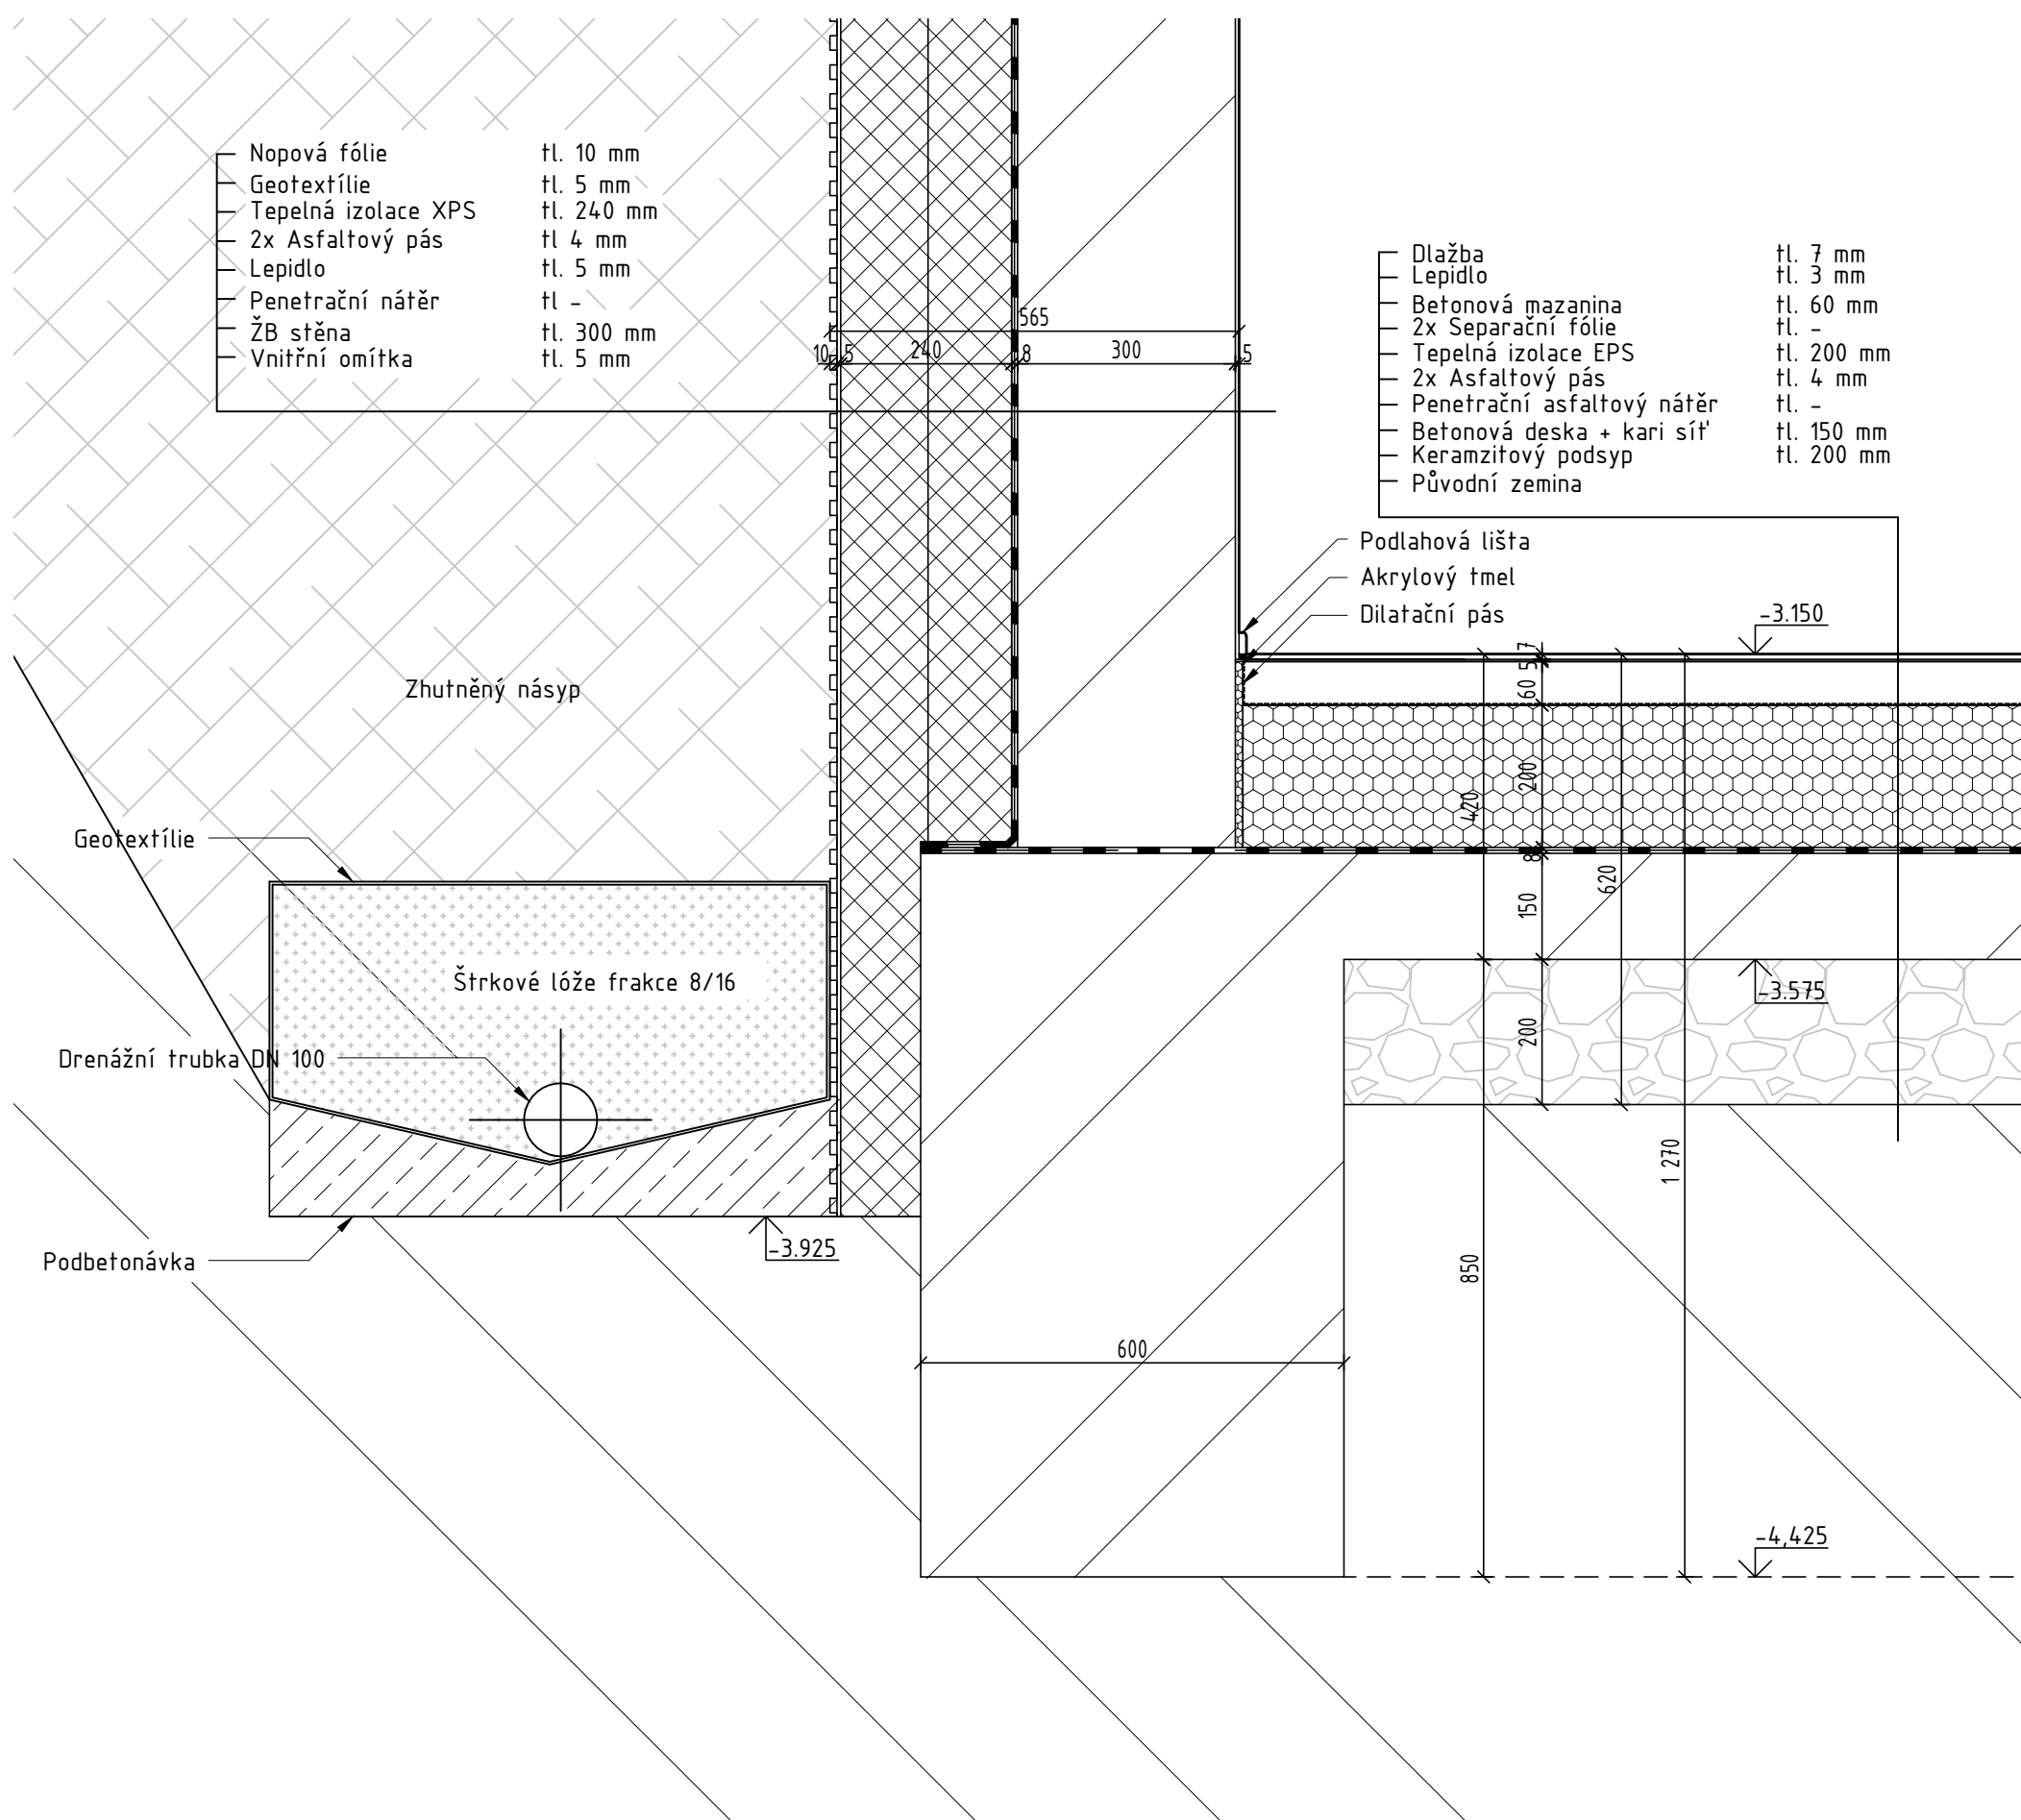 Nopová fólie tl. 10 mm
Geotextílie tl. 5 mm
Tepelná izolace XPS tl. 240 mm
2x Asfaltový pás tl 4 mm
Lepidlo tl. 5 mm
Penetrační nátěr tl -
ŽB stěna tl. 300 mm
Vnitřní omítka tl. 5 mm
565
10 5 240 8 300 5
Dlažba tl. 7 mm
Lepidlo tl. 3 mm
Betonová mazanina tl. 60 mm
2x Separační fólie tl. -
Tepelná izolace EPS tl. 200 mm
2x Asfaltový pás tl. 4 mm
Penetrační asfaltový nátěr tl. -
Betonová deska + kari síť tl. 150 mm
Keramzitový podsyp tl. 200 mm
Původní zemina
Podlahová lišta
Akrylový tmel
Dilatační pás
-3.150
7
5
60
200
8
150
200
420
620
850
1 270
-3.575
Zhutněný násyp
Geotextílie
Štrkové lóže frakce 8/16
Drenážní trubka DN 100
Podbetonávka
-3.925
600
-4,425